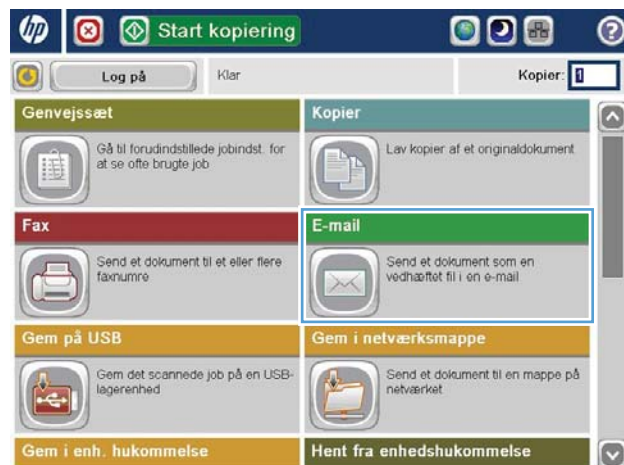 hp
Start kopiering
?
Log på
Klar
Kopier: 1
Genvejssæt
Gå til forudindstillede jobindst. for
at se ofte brugte job
Kopier
Lav kopier af et originaldokument
Fax
Send et dokument til et eller flere
faxnumre
E-mail
Send et dokument som en
vedhæftet fil i en e-mail
Gem på USB
Gem det scannede job på en USB-
lagerenhed
Gem i netværksmappe
Send et dokument til en mappe på
netværket
Gem i enh. hukommelse
Hent fra enhedshukommelse